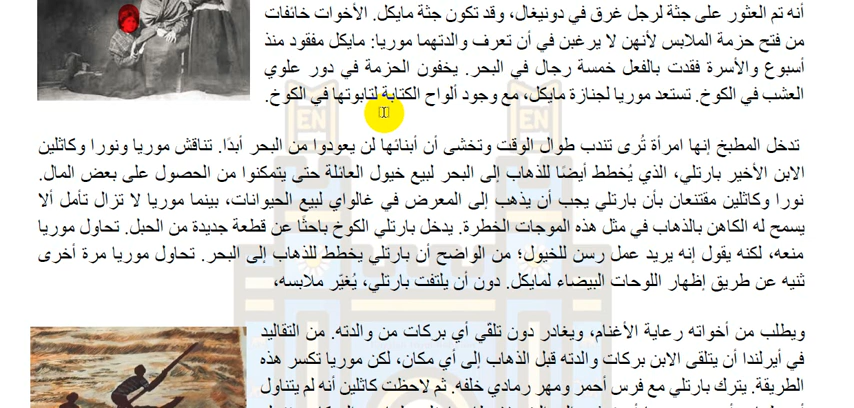 أنه تم العثور على جثة لرجل غرق في دونيغال، وقد تكون جثة مايكل. الأخوات خائفات
من فتح حزمة الملابس لأنهن لا يرغبن في أن تعرف والدتهما موريا: مايكل مفقود منذ
أسبوع والأسرة فقدت بالفعل خمسة رجال في البحر. يخفون الحزمة في دور علوي
العشب في الكوخ. تستعد موريا لجنازة مايكل، مع وجود ألواح الكتابة لتابوتها في الكوخ.
تدخل المطبخ إنها امرأة تُرى تندب طوال الوقت وتخشى أن أبنائها لن يعودوا من البحر أبدًا. تناقش موريا ونورا وكاثلين
الابن الأخير بارتلي، الذي يُخطط أيضًا للذهاب إلى البحر لبيع خيول العائلة حتى يتمكنوا من الحصول على بعض المال.
نورا وكاثلين مقتنعان بأن بارتلي يجب أن يذهب إلى المعرض في غالواي لبيع الحيوانات، بينما موريا لا تزال تأمل ألا
يسمح له الكاهن بالذهاب في مثل هذه الموجات الخطرة. يدخل بارتلي الكوخ باحثًا عن قطعة جديدة من الحبل. تحاول موريا
منعه، لكنه يقول إنه يريد عمل رسن للخيول؛ من الواضح أن بارتلي يخطط للذهاب إلى البحر. تحاول موريا مرة أخرى
ثنيه عن طريق إظهار اللوحات البيضاء لمايكل. دون أن يلتفت بارتلي، يُغيّر ملابسه،
ويطلب من أخواته رعاية الأغنام، ويغادر دون تلقي أي بركات من والدته. من التقاليد
في أيرلندا أن يتلقى الابن بركات والدته قبل الذهاب إلى أي مكان، لكن موريا تكسر هذه
الطريقة. يترك بارتلي مع فرس أحمر ومهر رمادي خلفه. ثم لاحظت كاثلين أنه لم يتناول
EN
EN